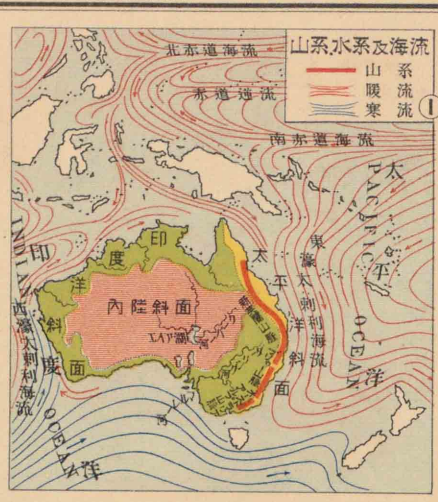 山系水系及海流
山系
暖流
寒流
1
北赤道海流
赤道逆流
南赤道海流
太平洋
PACIFIC OCEAN
印度洋
INDIAN OCEAN
東濠太剌利海流
西濠太剌利海流
印度洋斜面
太平洋斜面
內陸斜面